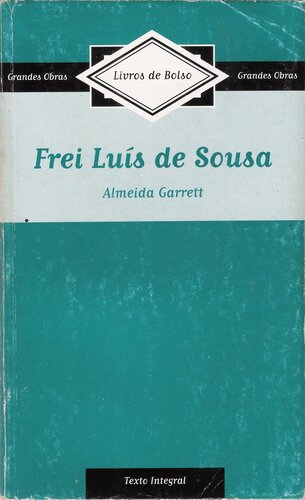 Grandes Obras
Livros de Bolso
Grandes Obras
Frei Luís de Sousa
Almeida Garrett
Texto Integral